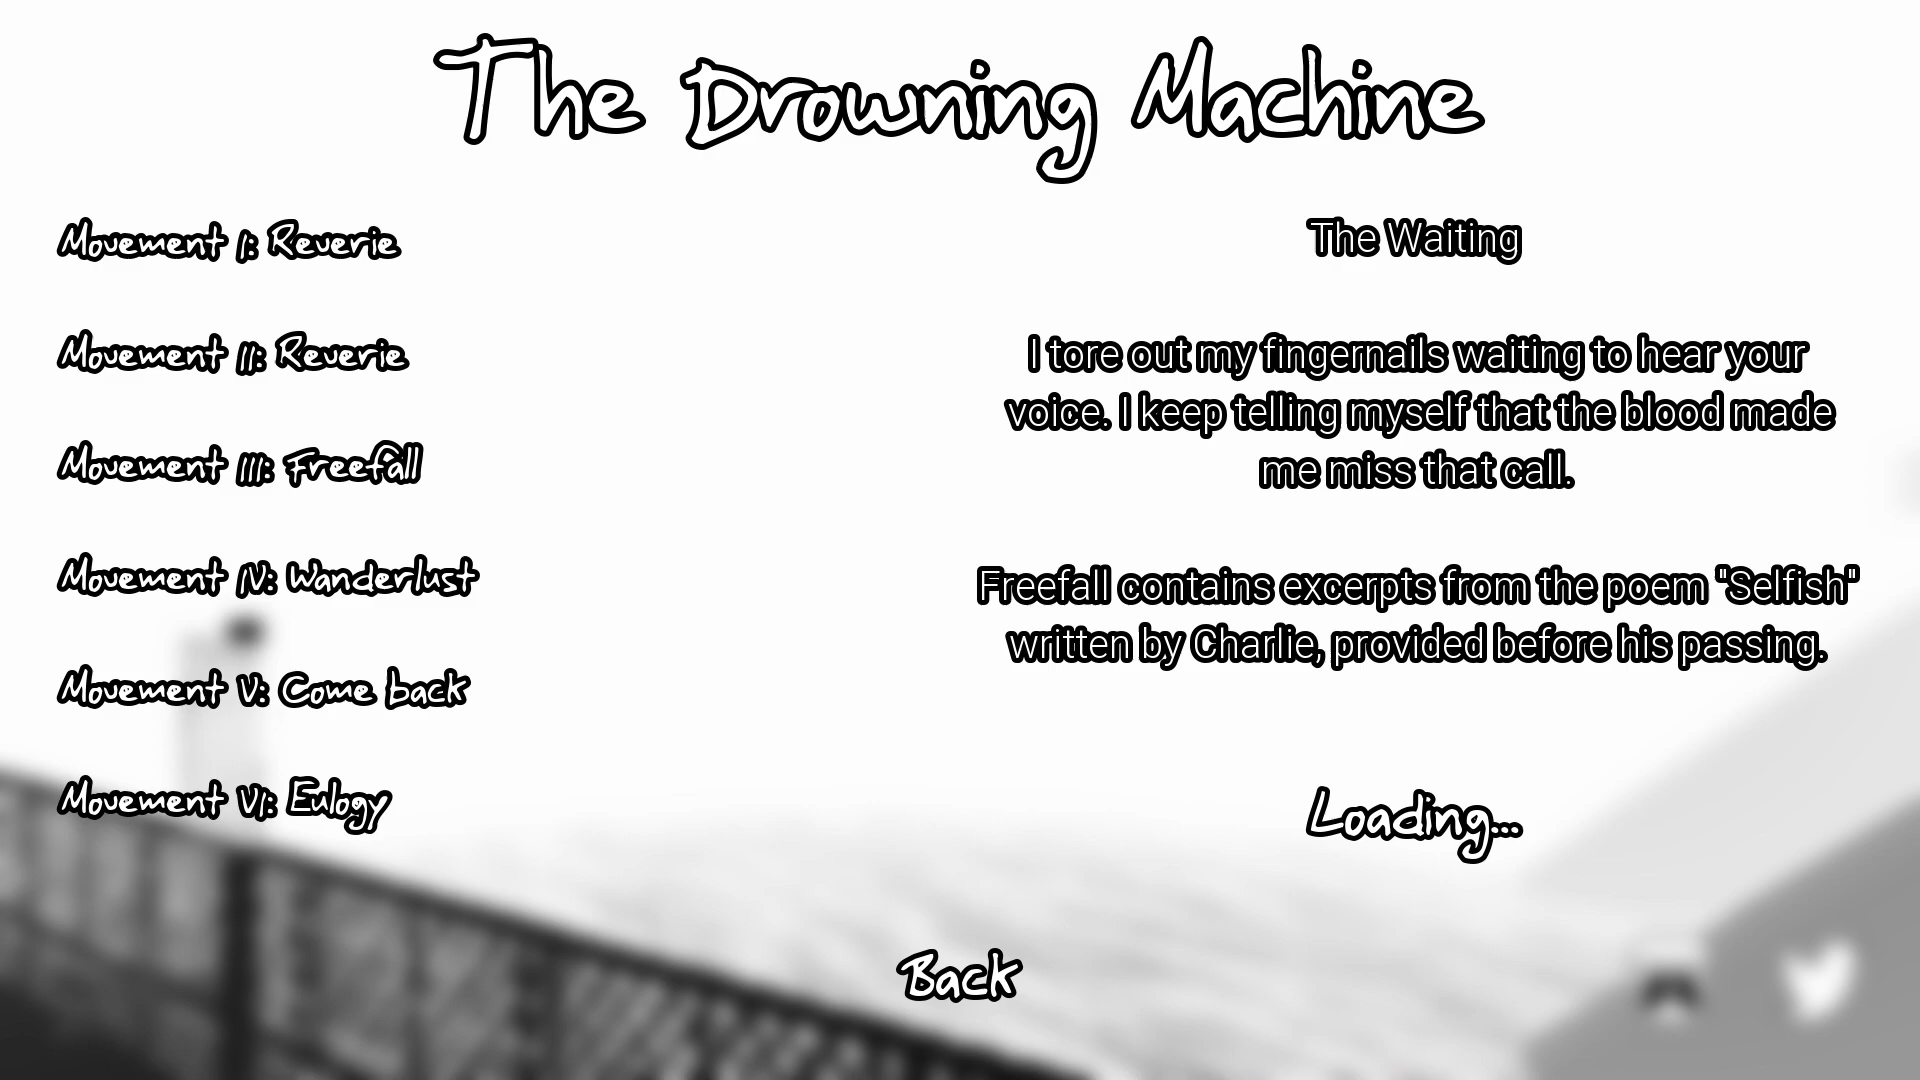 The Drowning Machine
Movement I: Reverie
Movement II: Reverie
Movement III: Freefall
Movement IV: Wanderlust
Movement V: Come back
Movement VI: Eulogy
The Waiting
I tore out my fingernails waiting to hear your
voice. I keep telling myself that the blood made
me miss that call.
Freefall contains excerpts from the poem "Selfish"
written by Charlie, provided before his passing.
Loading...
Back